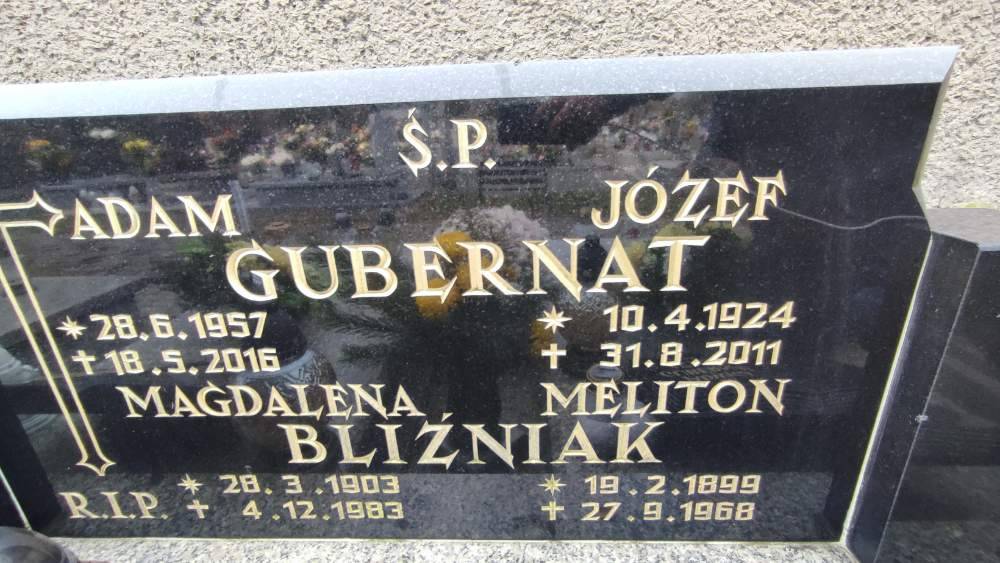 Ś.P.
ADAM JÓZEF
GUBERNAT
* 28.6.1957 * 10.4.1924
✝ 18.5.2016 ✝ 31.8.2011
MAGDALENA MELITON
BLIŹNIAK
* 28.3.1903 * 19.2.1899
R.I.P. ✝ 4.12.1983 ✝ 27.9.1968